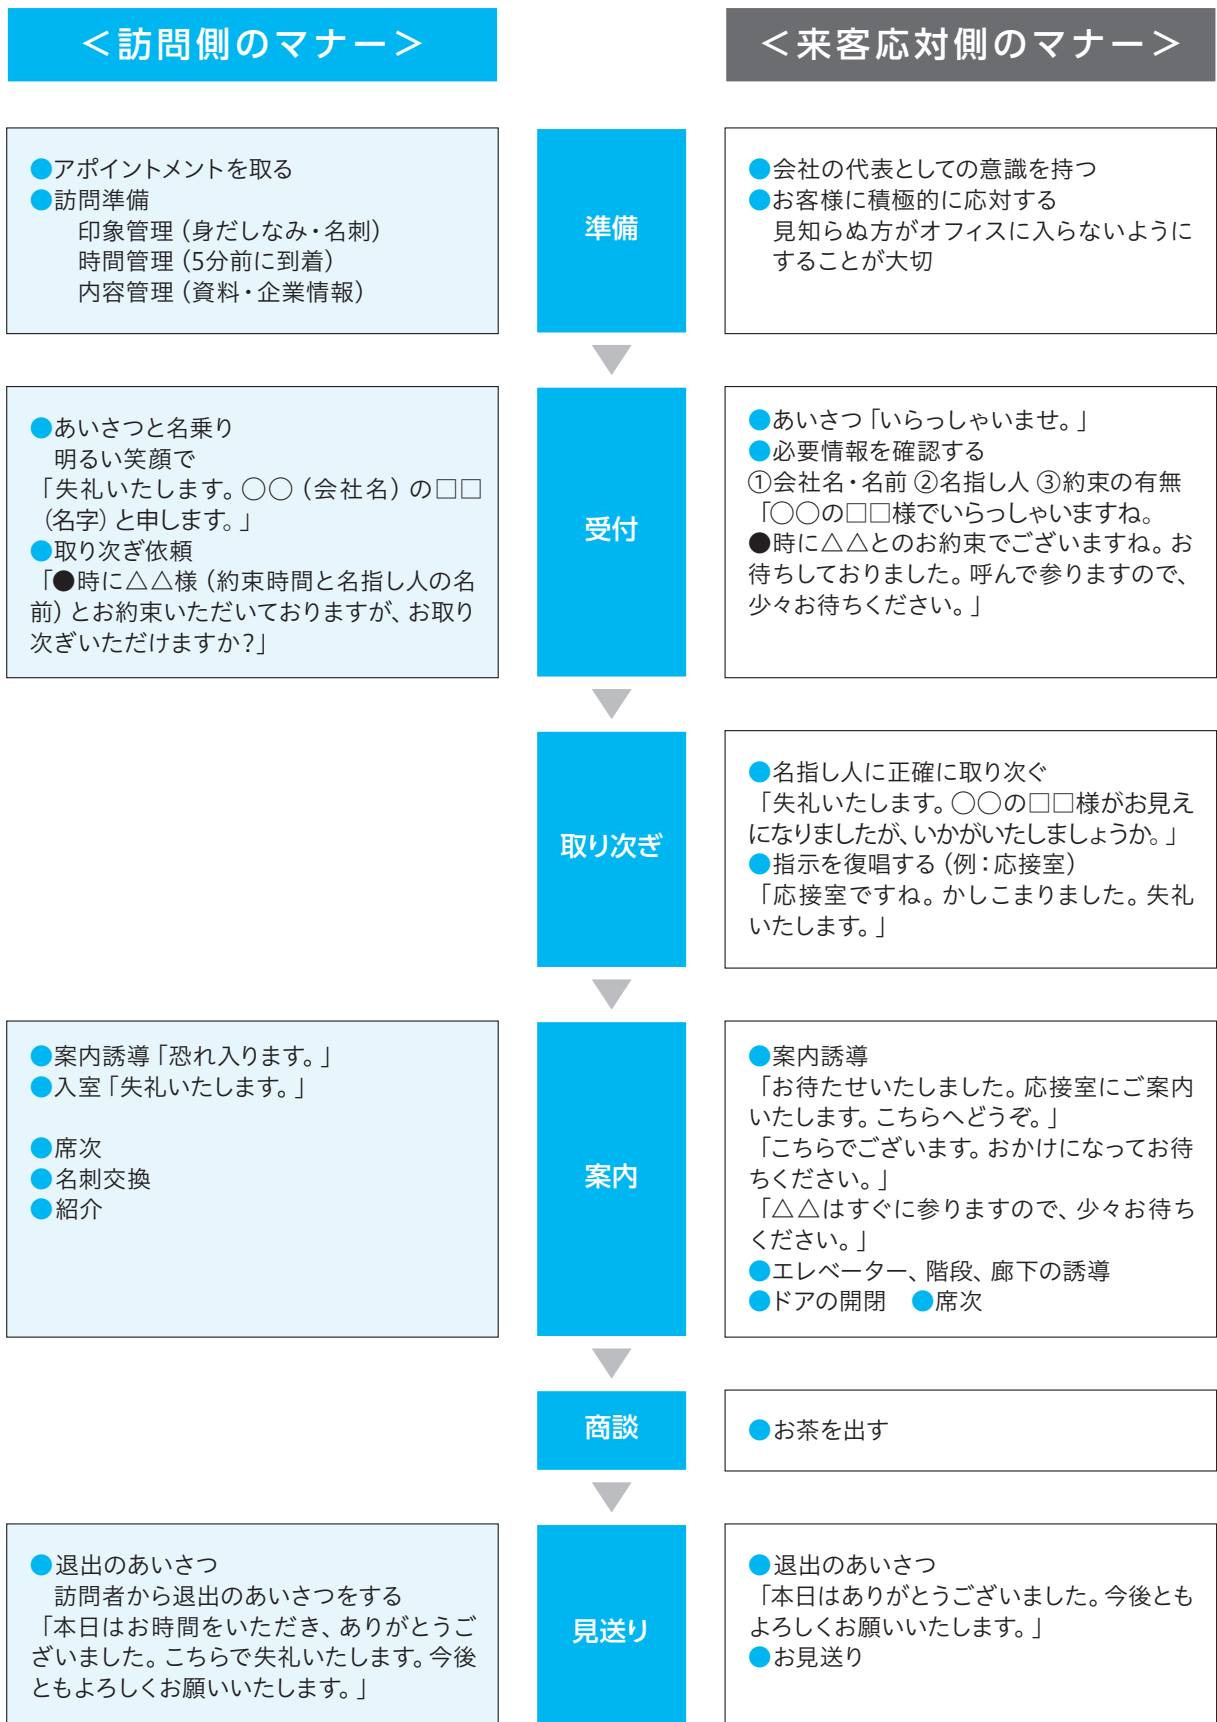 ＜訪問側のマナー＞
＜来客応対側のマナー＞
●アポイントメントを取る
●訪問準備
印象管理（身だしなみ・名刺）
時間管理（5分前に到着）
内容管理（資料・企業情報）
準備
●会社の代表としての意識を持つ
●お客様に積極的に応対する
見知らぬ方がオフィスに入らないように
することが大切
●あいさつと名乗り
明るい笑顔で
「失礼いたします。○○（会社名）の□□
（名字）と申します。」
●取り次ぎ依頼
「●時に△△様（約束時間と名指し人の名
前）とお約束いただいておりますが、お取り
次ぎいただけますか？」
受付
●あいさつ「いらっしゃいませ。」
●必要情報を確認する
①会社名・名前 ②名指し人 ③約束の有無
「○○の□□様でいらっしゃいますね。
●時に△△とのお約束でございますね。お
待ちしておりました。呼んで参りますので、
少々お待ちください。」
取り次ぎ
●名指し人に正確に取り次ぐ
「失礼いたします。○○の□□様がお見え
になりましたが、いかがいたしましょうか。」
●指示を復唱する（例：応接室）
「応接室ですね。かしこまりました。失礼
いたします。」
●案内誘導「恐れ入ります。」
●入室「失礼いたします。」
●席次
●名刺交換
●紹介
案内
●案内誘導
「お待たせいたしました。応接室にご案内
いたします。こちらへどうぞ。」
「こちらでございます。おかけになってお待
ちください。」
「△△はすぐに参りますので、少々お待ち
ください。」
●エレベーター、階段、廊下の誘導
●ドアの開閉　●席次
商談
●お茶を出す
●退出のあいさつ
訪問者から退出のあいさつをする
「本日はお時間をいただき、ありがとうご
ざいました。こちらで失礼いたします。今後
ともよろしくお願いいたします。」
見送り
●退出のあいさつ
「本日はありがとうございました。今後とも
よろしくお願いいたします。」
●お見送り